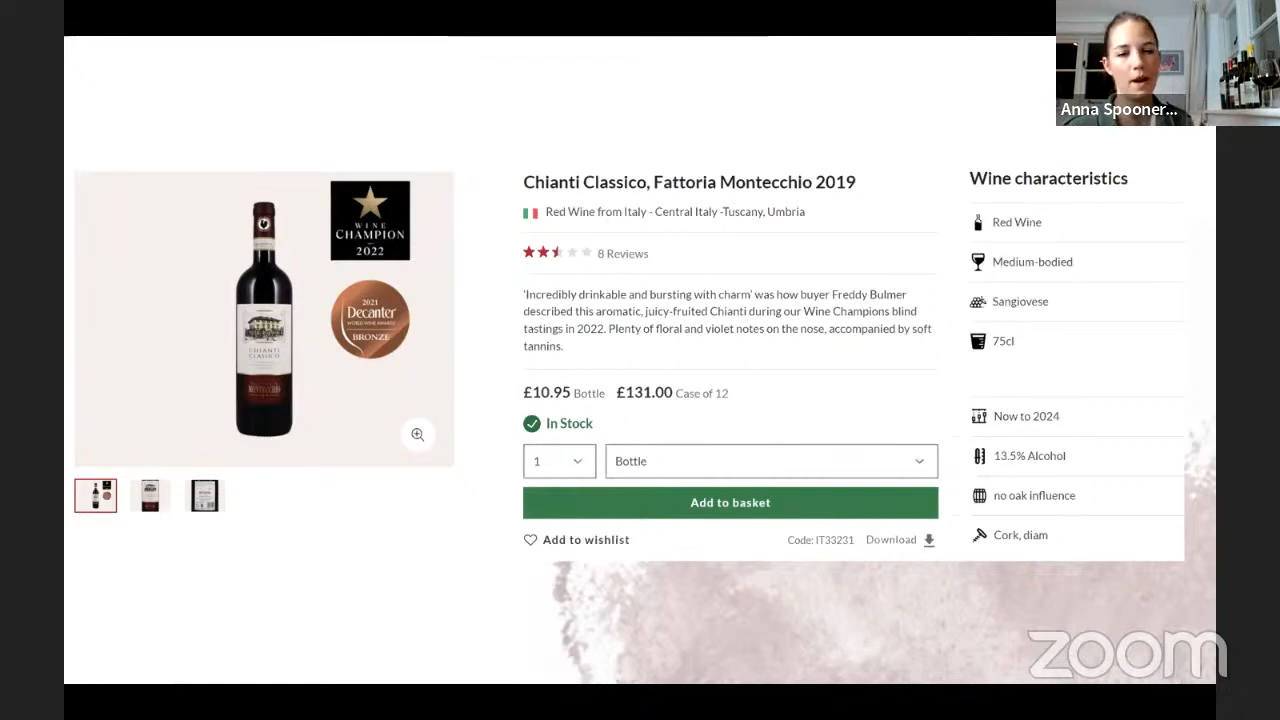 Anna Spooner...
WINE
CHAMPION
2022
2021
Decanter
WORLD WINE AWARDS
BRONZE
CHIANTI
CLASSICO
MONTECCHIO
Chianti Classico, Fattoria Montecchio 2019
Red Wine from Italy - Central Italy -Tuscany, Umbria
8 Reviews
'Incredibly drinkable and bursting with charm' was how buyer Freddy Bulmer
described this aromatic, juicy-fruited Chianti during our Wine Champions blind
tastings in 2022. Plenty of floral and violet notes on the nose, accompanied by soft
tannins.
£10.95 Bottle £131.00 Case of 12
In Stock
1 Bottle
Add to basket
Add to wishlist Code: IT33231 Download
Wine characteristics
Red Wine
Medium-bodied
Sangiovese
75cl
Now to 2024
13.5% Alcohol
no oak influence
Cork, diam
zoom